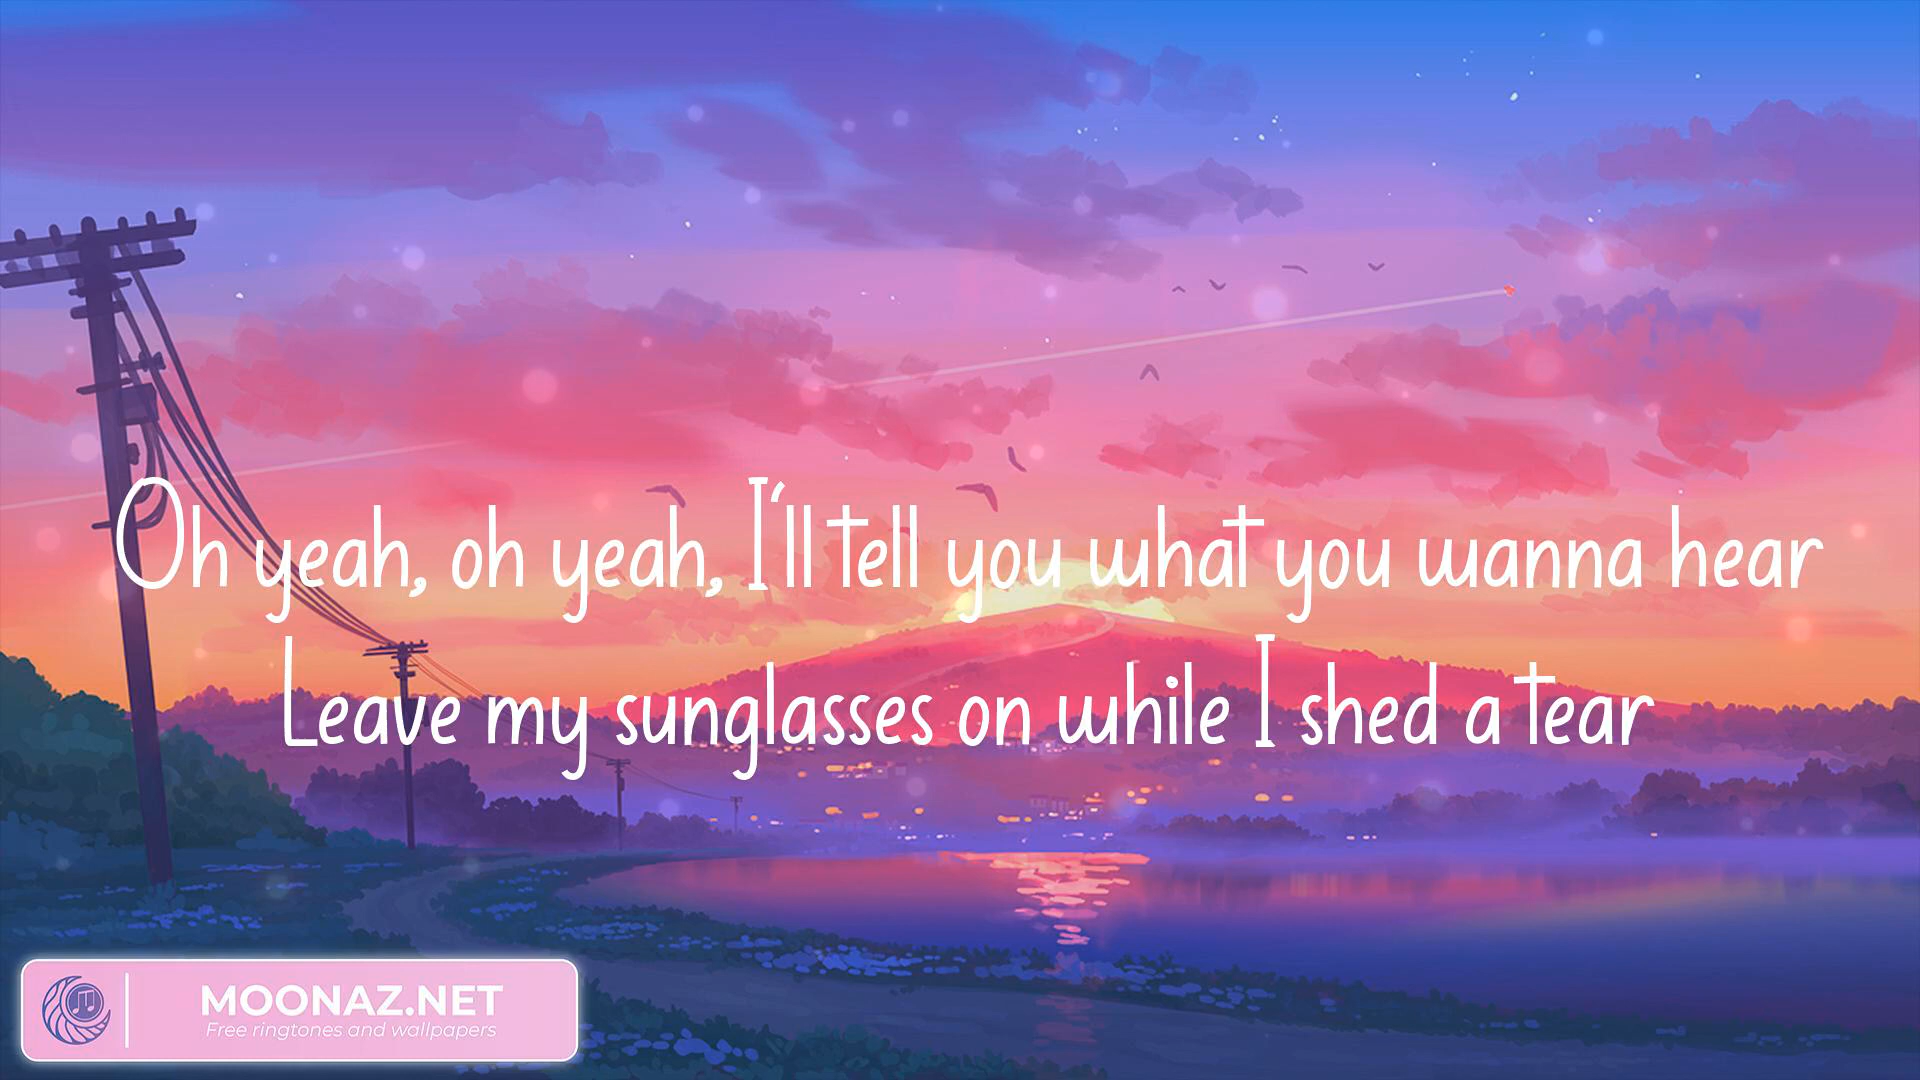 Oh yeah, oh yeah, I'll tell you what you wanna hear
Leave my sunglasses on while I shed a tear
MOONAZ.NET
Free ringtones and wallpapers